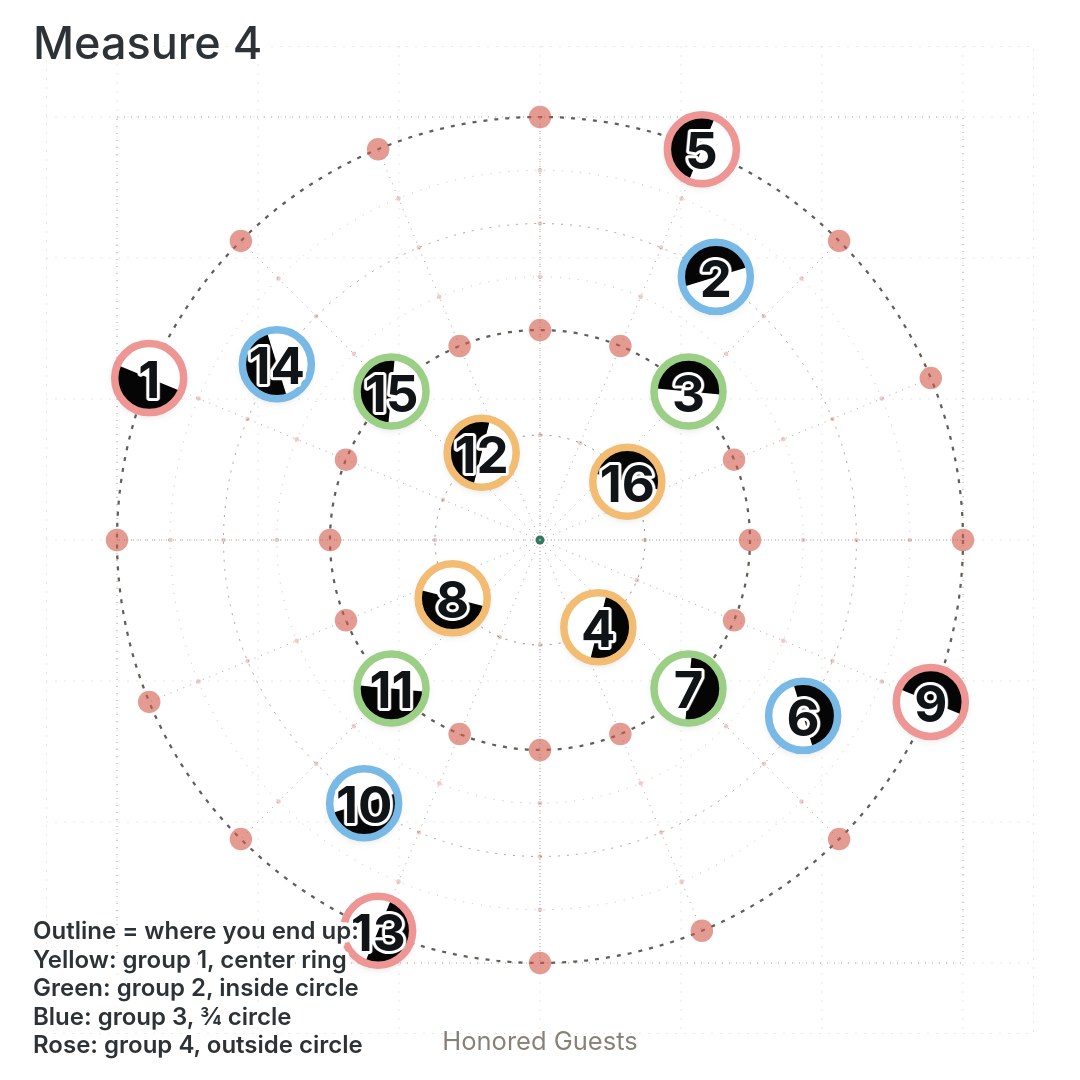 Measure 4
5
2
14
1
15
3
12
16
8
4
11
7
6
9
10
13
Outline = where you end up:
Yellow: group 1, center ring
Green: group 2, inside circle
Blue: group 3, ¾ circle
Rose: group 4, outside circle
Honored Guests